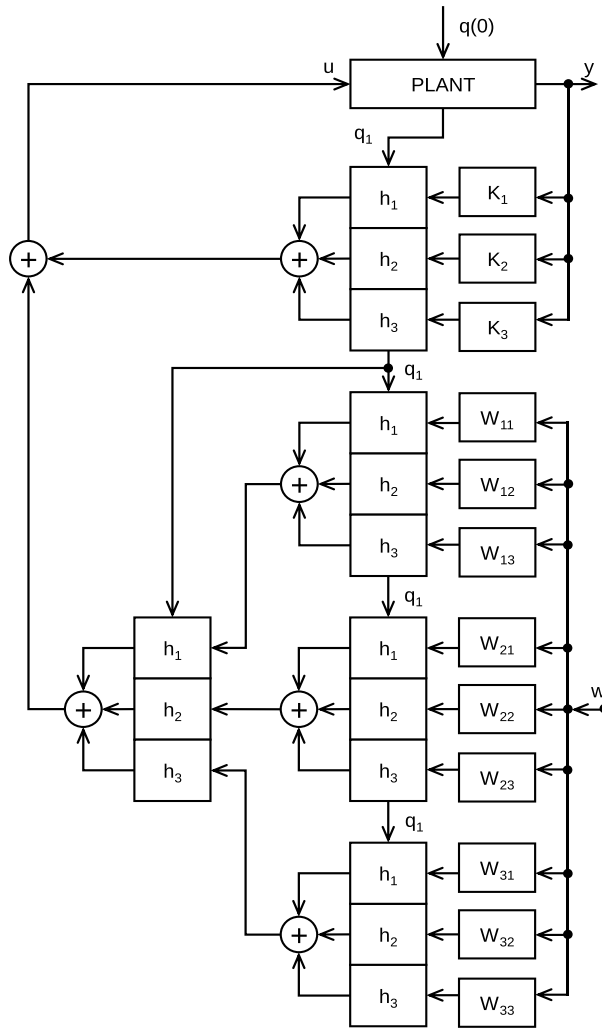 q(0)
u
PLANT
y
q₁
h₁ K₁
+ + h₂ K₂
h₃ K₃
q₁
h₁ W₁₁
+ h₂ W₁₂
h₃ W₁₃
q₁
h₁ h₁ W₂₁
w
+ h₂ + h₂ W₂₂
h₃ h₃ W₂₃
q₁
h₁ W₃₁
+ h₂ W₃₂
h₃ W₃₃